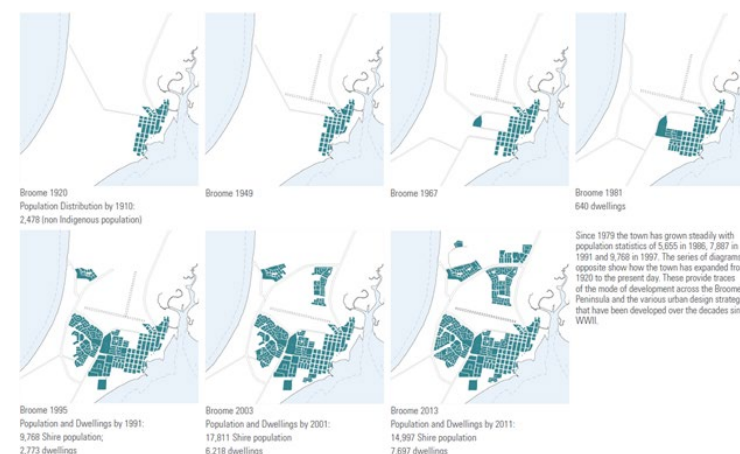 Broome 1920
Population Distribution by 1910:
2,478 (non Indigenous population)
Broome 1949
Broome 1967
Broome 1981
640 dwellings
Since 1979 the town has grown steadily with
population statistics of 5,655 in 1986, 7,887 in
1991 and 9,768 in 1997. The series of diagrams
opposite show how the town has expanded fro
1920 to the present day. These provide traces
of the mode of development across the Broome
Peninsula and the various urban design strateg
that have been developed over the decades sin
WWII.
Broome 1995
Population and Dwellings by 1991:
9,768 Shire population;
2,773 dwellings
Broome 2003
Population and Dwellings by 2001:
17,811 Shire population
6,218 dwellings
Broome 2013
Population and Dwellings by 2011:
14,997 Shire population
7,697 dwellings